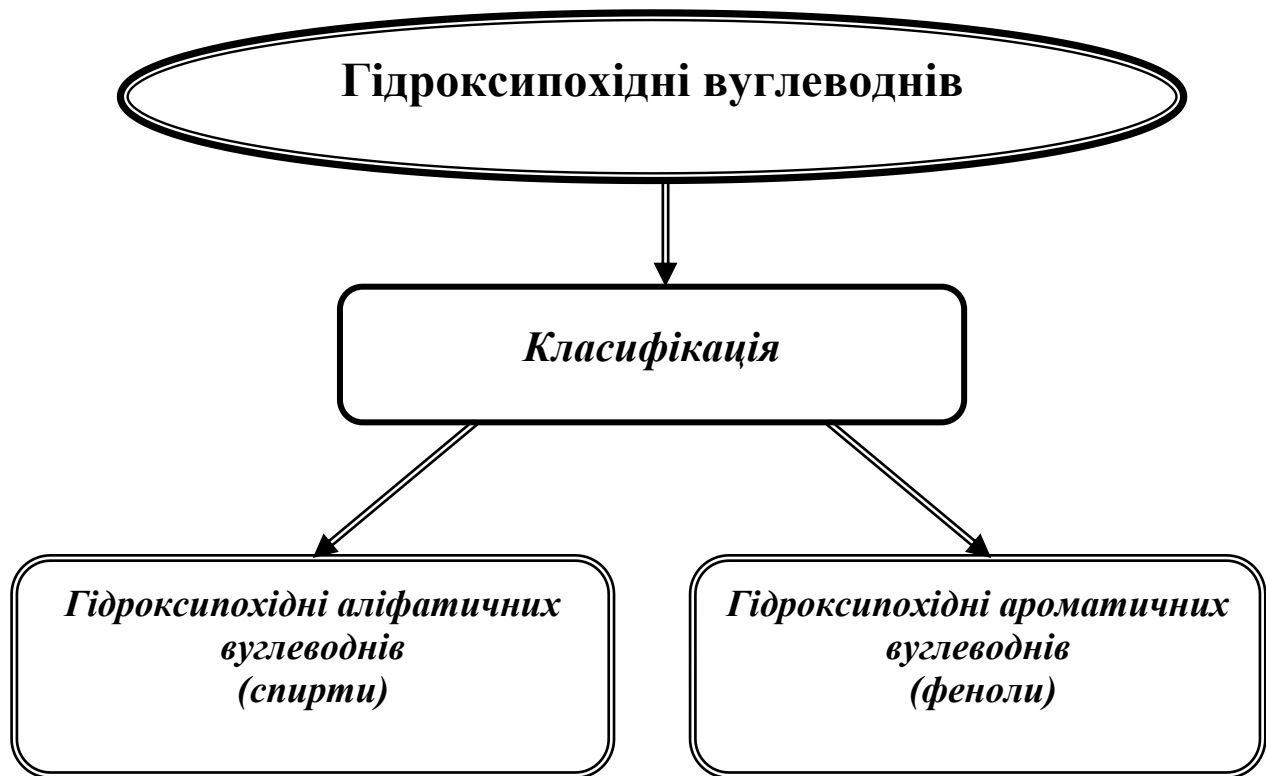 Гідроксипохідні вуглеводнів
Класифікація
Гідроксипохідні аліфатичних
вуглеводнів
(спирти)
Гідроксипохідні ароматичних
вуглеводнів
(феноли)